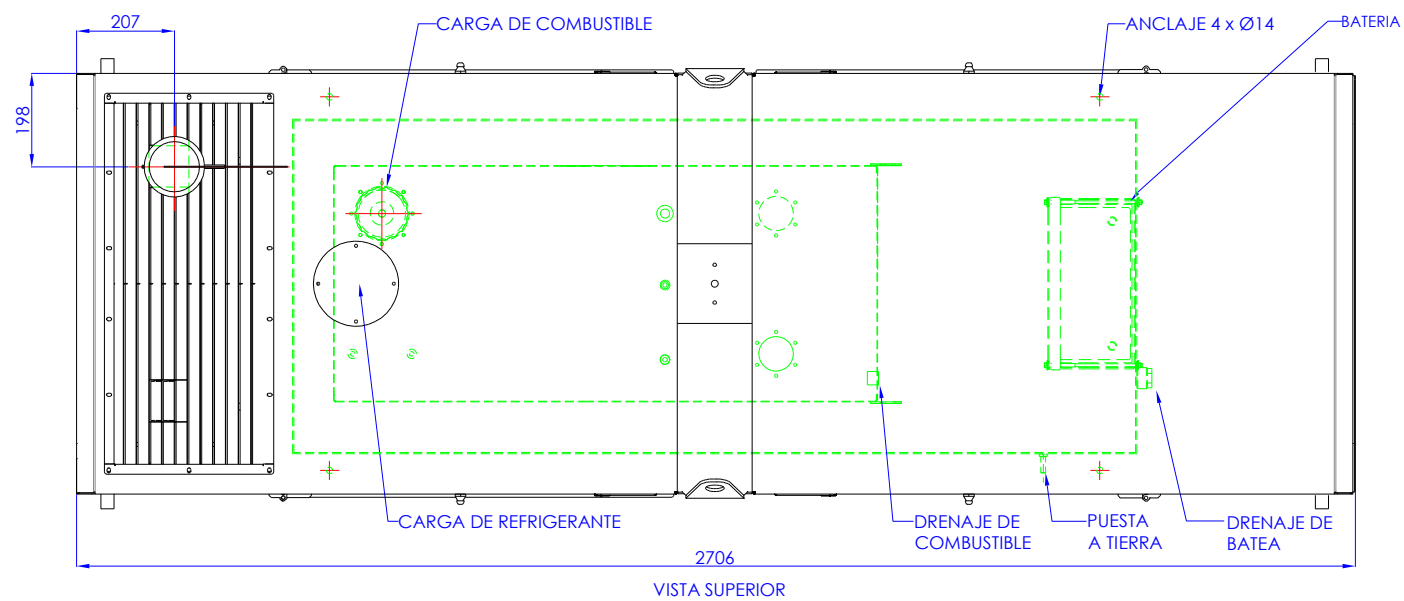 207
CARGA DE COMBUSTIBLE
ANCLAJE 4 x Ø14
BATERIA
198
CARGA DE REFRIGERANTE
DRENAJE DE
COMBUSTIBLE
PUESTA
A TIERRA
DRENAJE DE
BATEA
2706
VISTA SUPERIOR